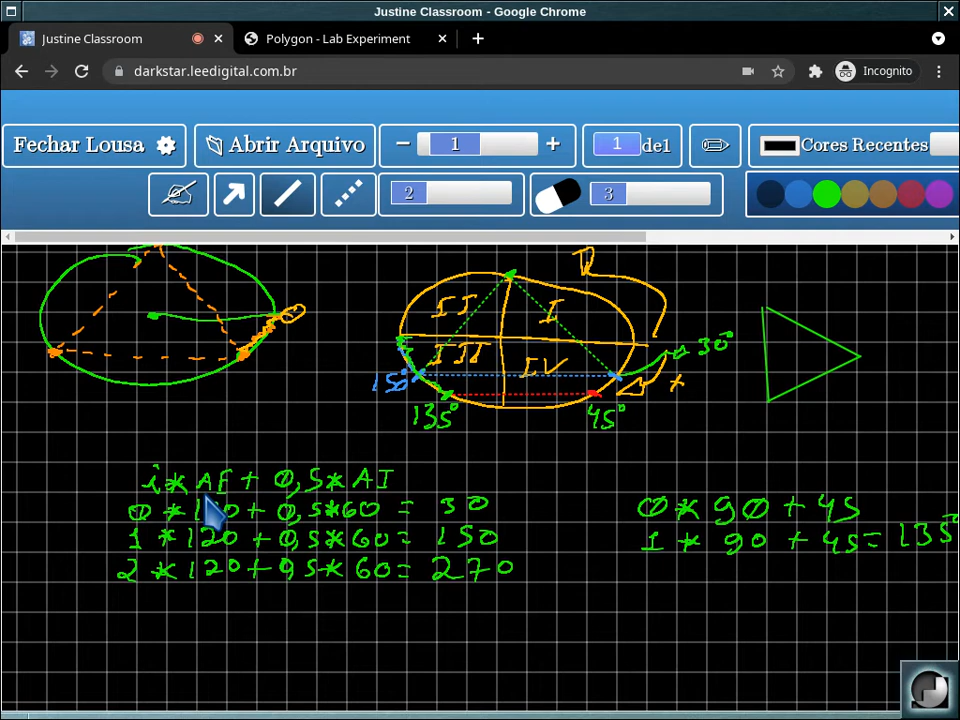 Justine Classroom - Google Chrome
Justine Classroom
Polygon - Lab Experiment
darkstar.leedigital.com.br
Incognito
Fechar Lousa
Abrir Arquivo
1
1 de1
Cores Recentes
2
3
II
I
III
IV
R
30°
150°
135°
45°
i*AE+ 0,5*AI
0 *120+ 0,5*60 = 30
1 *120 +0,5*60= 150
2 *120+0,5* 60= 270
0* 90 + 45
1 * 90 + 45= 135°